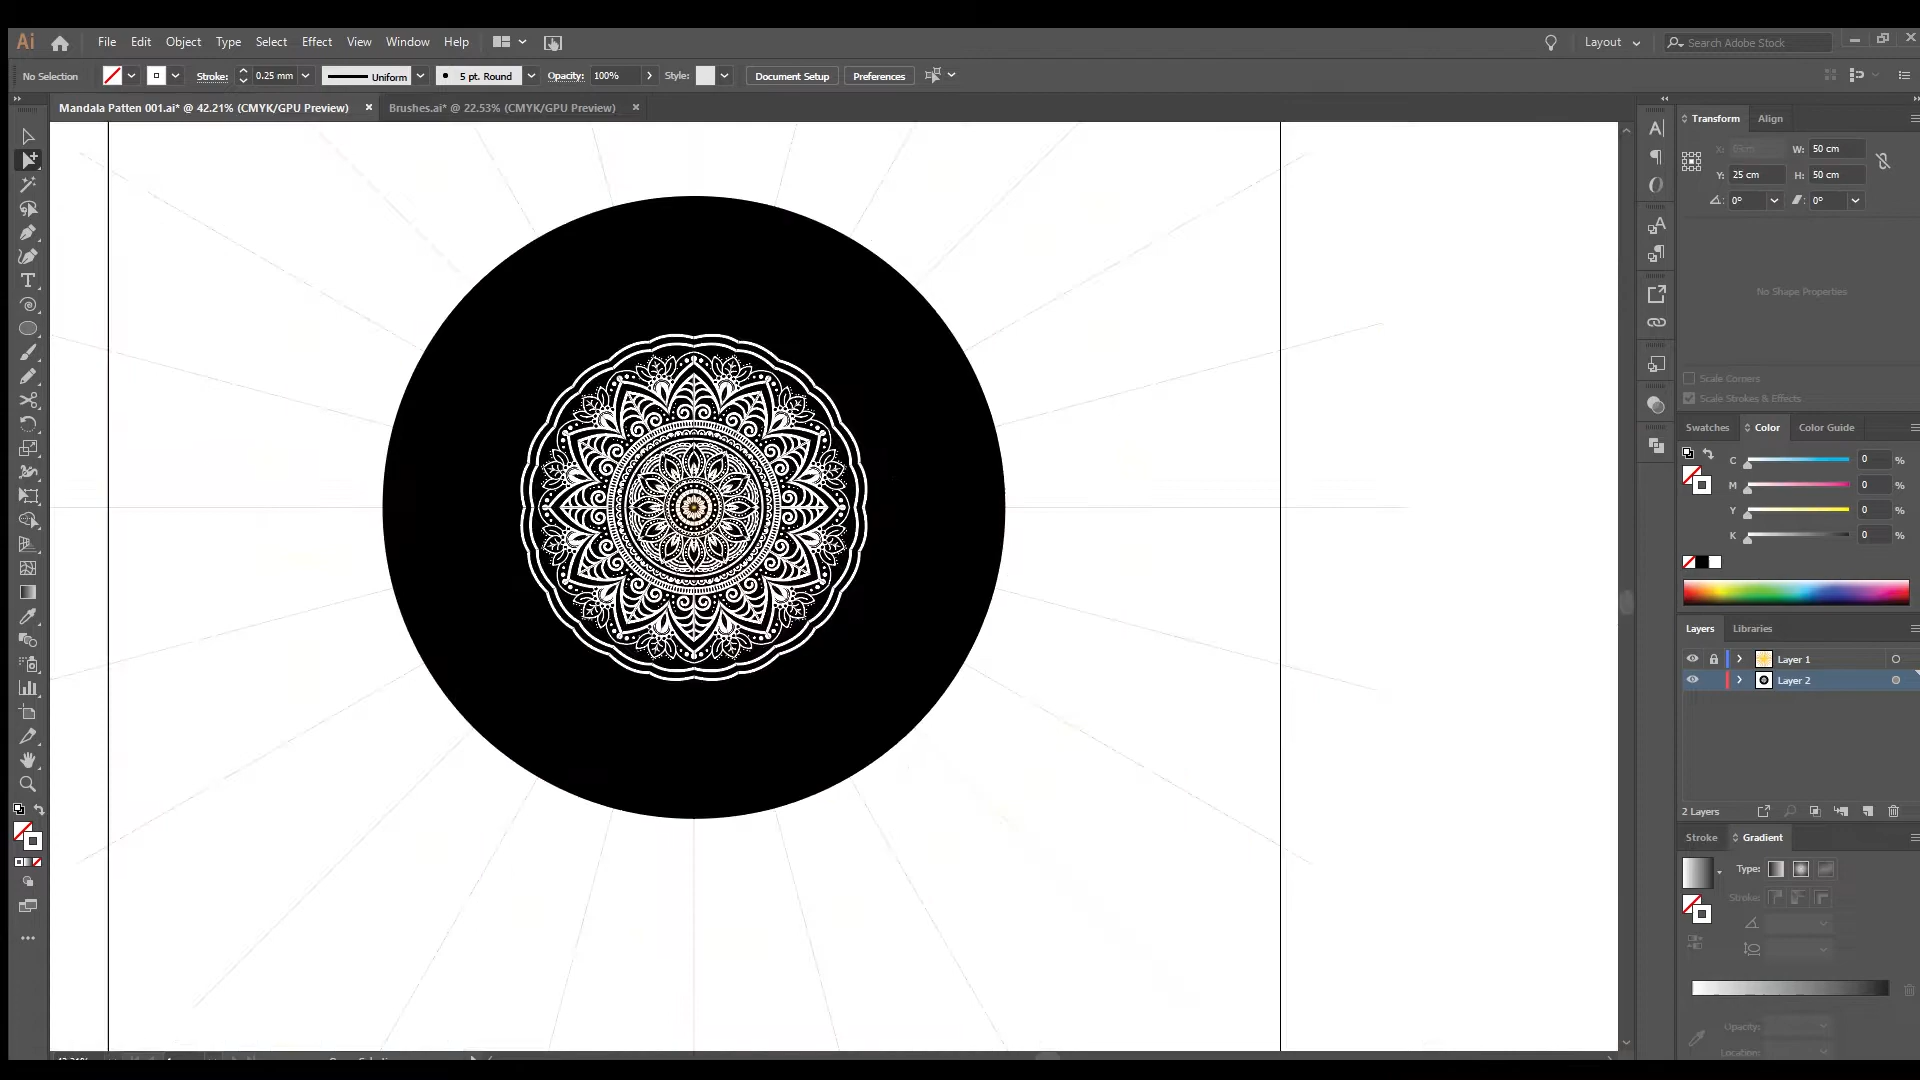 Ai File Edit Object Type Select Effect View Window Help Layout Search Adobe Stock
No Selection Stroke: 0.25 mm Uniform 5 pt. Round Opacity: 100% Style: Document Setup Preferences
Mandala Patten 001.ai* @ 42.21% (CMYK/GPU Preview) × Brushes.ai* @ 22.53% (CMYK/GPU Preview) ×
Transform Align
X: W: 50 cm
Y: 25 cm H: 50 cm
0° 0°
No Shape Properties
Scale Corners
Scale Strokes & Effects
Swatches Color Color Guide
C 0 %
M 0 %
Y 0 %
K 0 %
Layers Libraries
Layer 1
Layer 2
2 Layers
Stroke Gradient
Type:
Stroke:
Opacity:
Location: